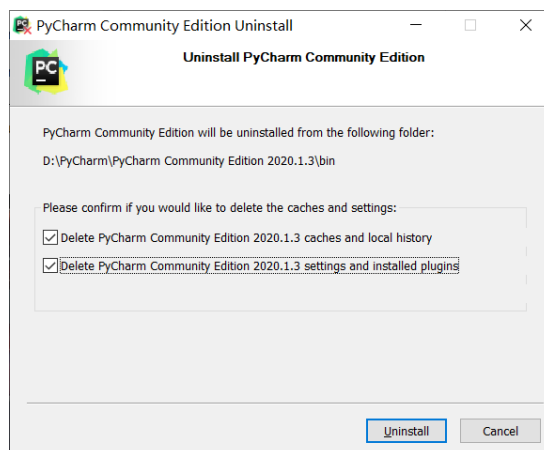 PyCharm Community Edition Uninstall
Uninstall PyCharm Community Edition
PC
PyCharm Community Edition will be uninstalled from the following folder:
D:\PyCharm\PyCharm Community Edition 2020.1.3\bin
Please confirm if you would like to delete the caches and settings:
Delete PyCharm Community Edition 2020.1.3 caches and local history
Delete PyCharm Community Edition 2020.1.3 settings and installed plugins
Uninstall
Cancel